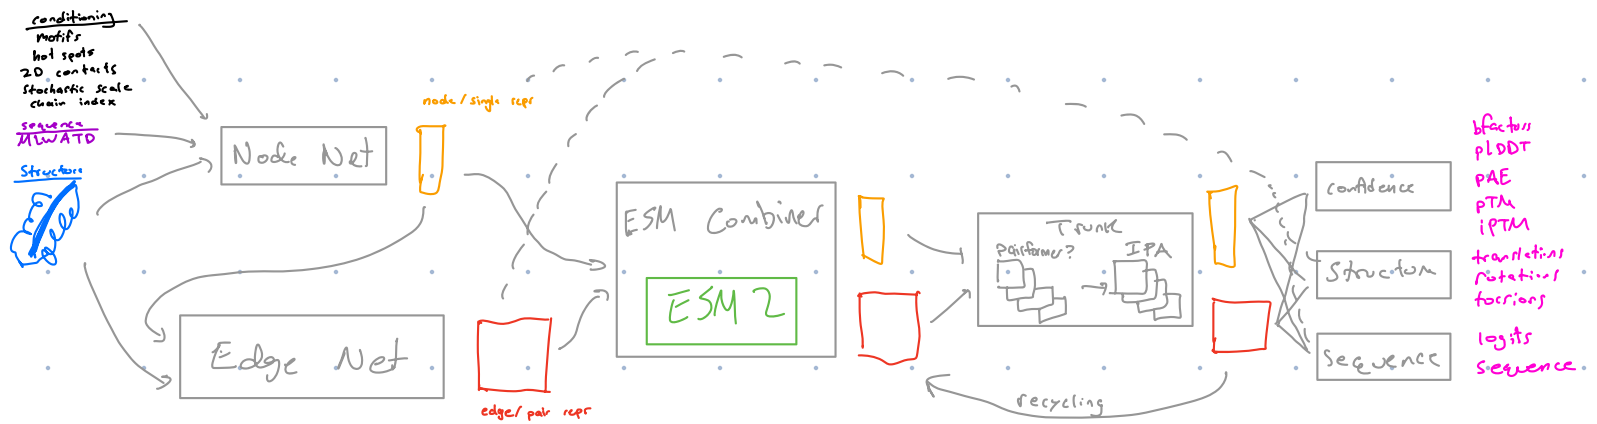 conditioning
motifs
hot spots
2D contacts
stochastic scale
chain index
sequence
MLWATD
structure
Node Net
node/single repr
Edge Net
edge/pair repr
ESM Combiner
ESM 2
Trunk
pairformer?
IPA
recycling
confidence
structure
sequence
bfactors
plDDT
pAE
pTM
iPTM
translations
rotations
torsions
logits
sequence